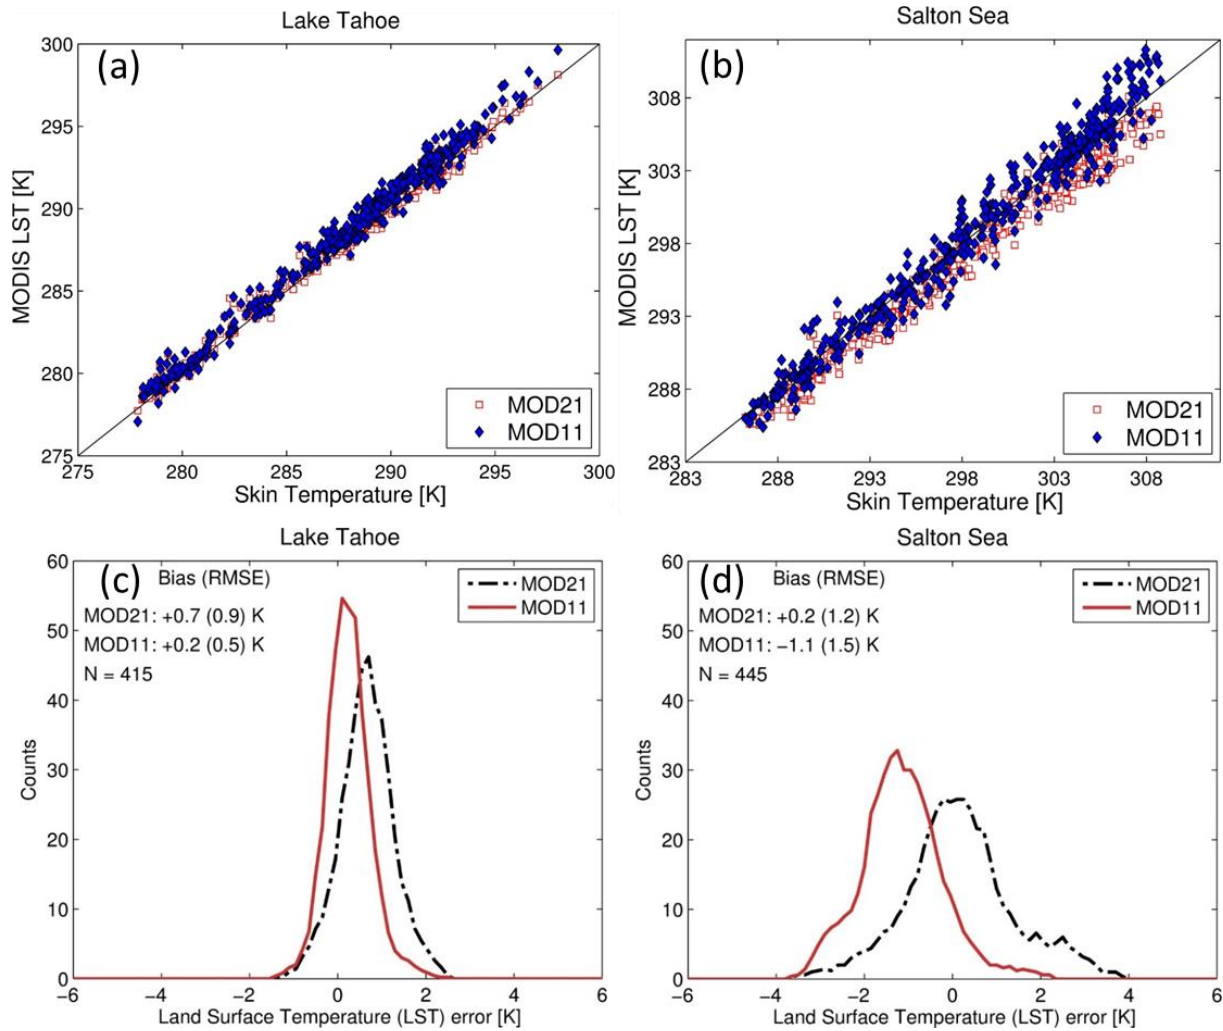 Lake Tahoe
(a)
300
295
290
285
280
275
MODIS LST [K]
275 280 285 290 295 300
Skin Temperature [K]
MOD21
MOD11
Salton Sea
(b)
308
303
298
293
288
283
MODIS LST [K]
283 288 293 298 303 308
Skin Temperature [K]
MOD21
MOD11
Lake Tahoe
(c)
Bias (RMSE)
MOD21: +0.7 (0.9) K
MOD11: +0.2 (0.5) K
N = 415
MOD21
MOD11
60
50
40
30
20
10
0
Counts
−6 −4 −2 0 2 4 6
Land Surface Temperature (LST) error [K]
Salton Sea
(d)
Bias (RMSE)
MOD21: +0.2 (1.2) K
MOD11: −1.1 (1.5) K
N = 445
MOD21
MOD11
60
50
40
30
20
10
0
Counts
−6 −4 −2 0 2 4 6
Land Surface Temperature (LST) error [K]